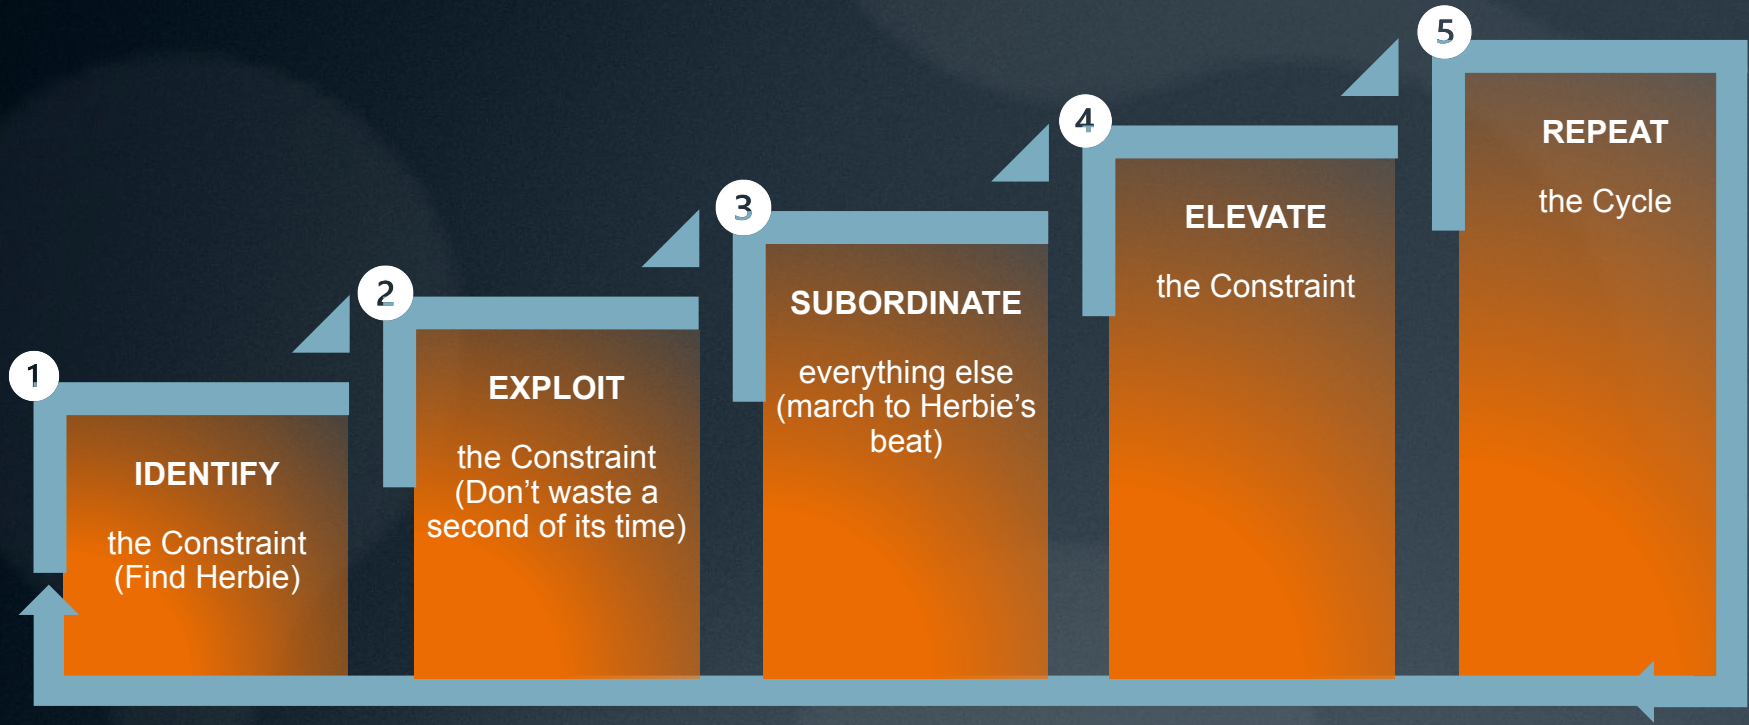 1
IDENTIFY
the Constraint
(Find Herbie)
2
EXPLOIT
the Constraint
(Don’t waste a
second of its time)
3
SUBORDINATE
everything else
(march to Herbie’s
beat)
4
ELEVATE
the Constraint
5
REPEAT
the Cycle